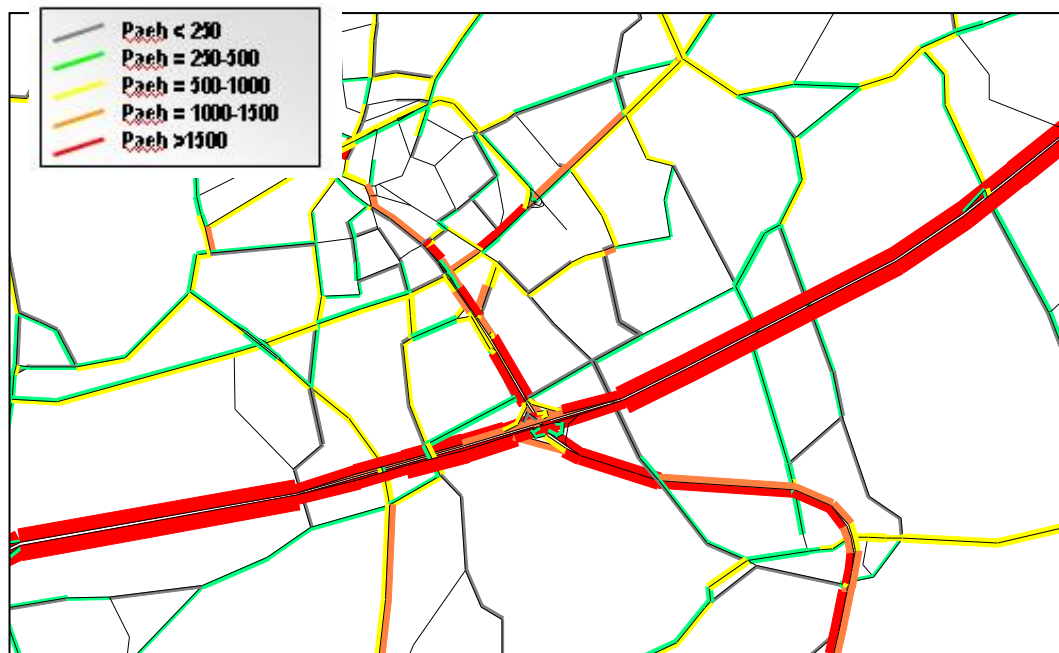 Paeh < 250
Paeh = 250-500
Paeh = 500-1000
Paeh = 1000-1500
Paeh >1500